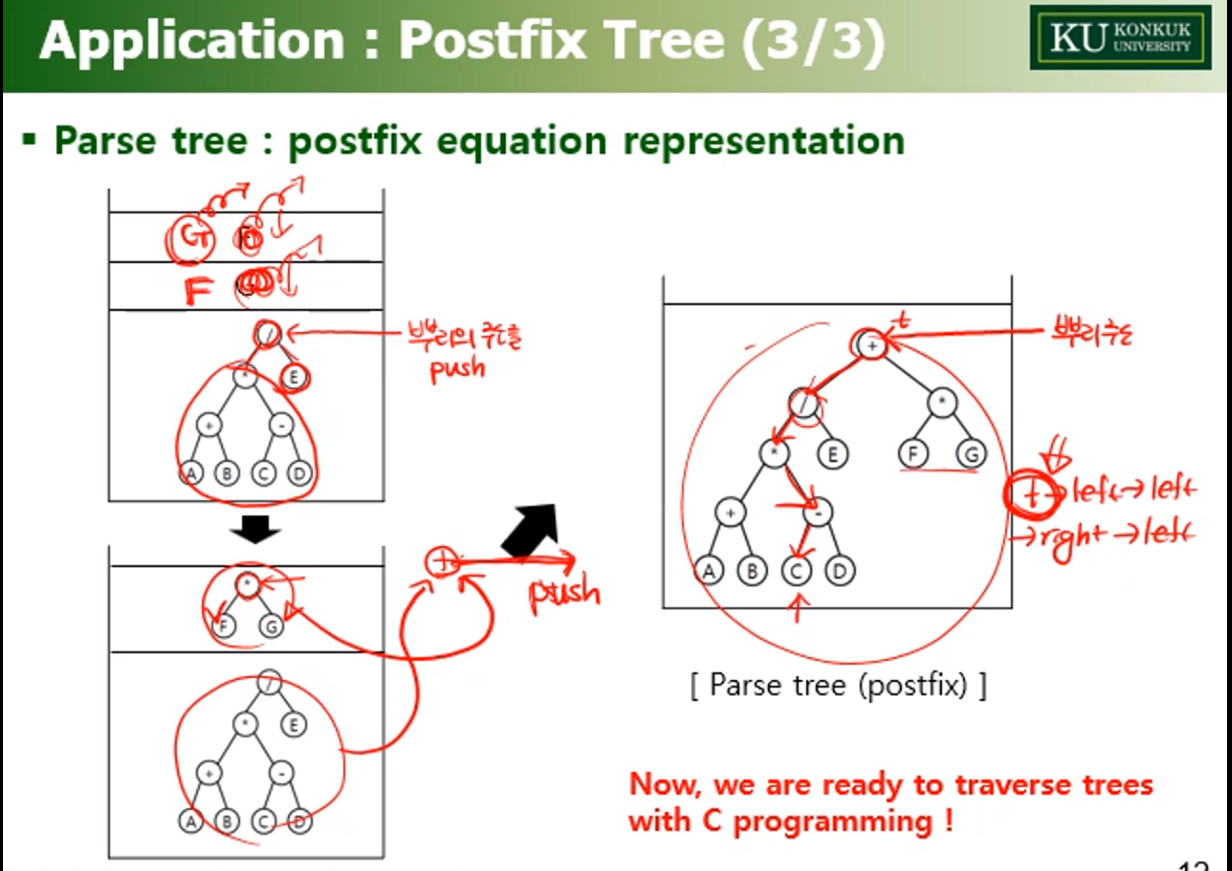 Application : Postfix Tree (3/3)
KU KONKUK UNIVERSITY
▪ Parse tree : postfix equation representation
G
F
/
뿌리의 주소를
push
* E
+ -
A B C D
*
F G
/
* E
+ -
A B C D
+
push
t
+
뿌리주소
/ *
* E F G
+ -
A B C D
t→left→left
→right→left
[ Parse tree (postfix) ]
Now, we are ready to traverse trees
with C programming !